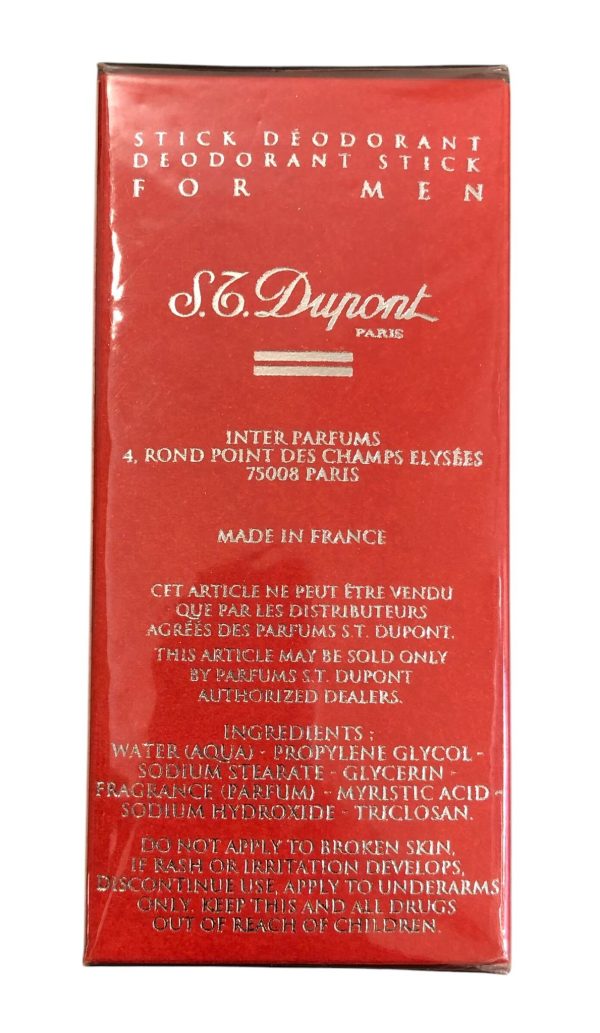 STICK DÉODORANT
DEODORANT STICK
FOR MEN
S.T. Dupont
PARIS
INTER PARFUMS
4, ROND POINT DES CHAMPS ELYSÉES
75008 PARIS
MADE IN FRANCE
CET ARTICLE NE PEUT ÊTRE VENDU
QUE PAR LES DISTRIBUTEURS
AGRÉÉS DES PARFUMS S.T. DUPONT.
THIS ARTICLE MAY BE SOLD ONLY
BY PARFUMS S.T. DUPONT
AUTHORIZED DEALERS.
INGREDIENTS :
WATER (AQUA) - PROPYLENE GLYCOL -
SODIUM STEARATE - GLYCERIN -
FRAGRANCE (PARFUM) - MYRISTIC ACID -
SODIUM HYDROXIDE - TRICLOSAN.
DO NOT APPLY TO BROKEN SKIN,
IF RASH OR IRRITATION DEVELOPS,
DISCONTINUE USE, APPLY TO UNDERARMS
ONLY. KEEP THIS AND ALL DRUGS
OUT OF REACH OF CHILDREN.